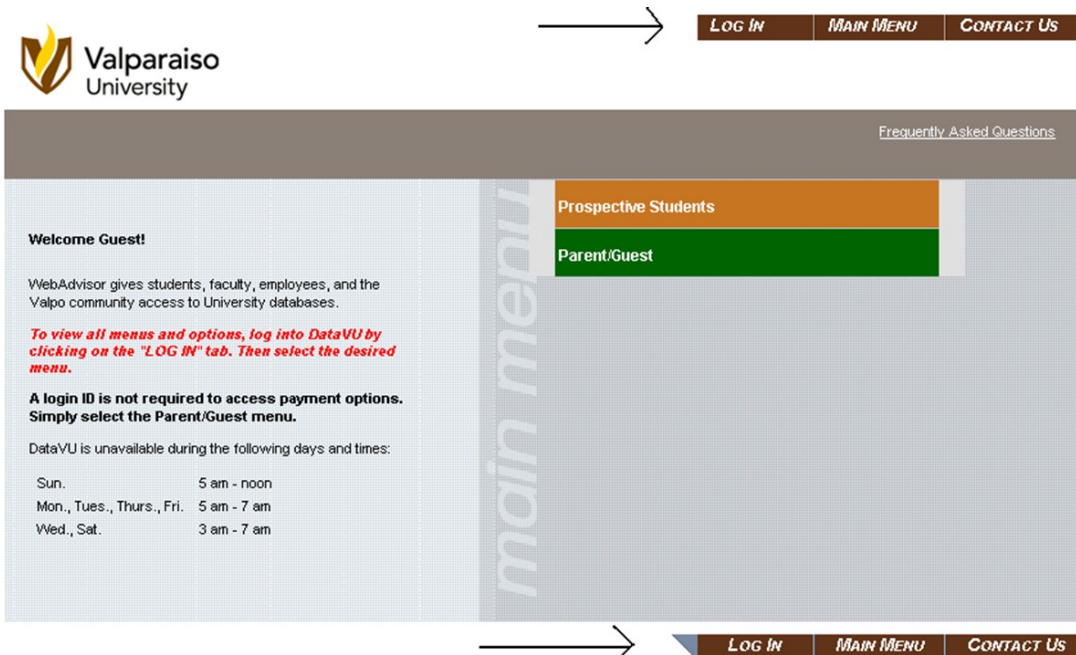 LOG IN MAIN MENU CONTACT US
Valparaiso
University
Frequently Asked Questions
main menu
Prospective Students
Parent/Guest
Welcome Guest!
WebAdvisor gives students, faculty, employees, and the
Valpo community access to University databases.
To view all menus and options, log into DataVU by
clicking on the "LOG IN" tab. Then select the desired
menu.
A login ID is not required to access payment options.
Simply select the Parent/Guest menu.
DataVU is unavailable during the following days and times:
Sun. 5 am - noon
Mon., Tues., Thurs., Fri. 5 am - 7 am
Wed., Sat. 3 am - 7 am
LOG IN MAIN MENU CONTACT US